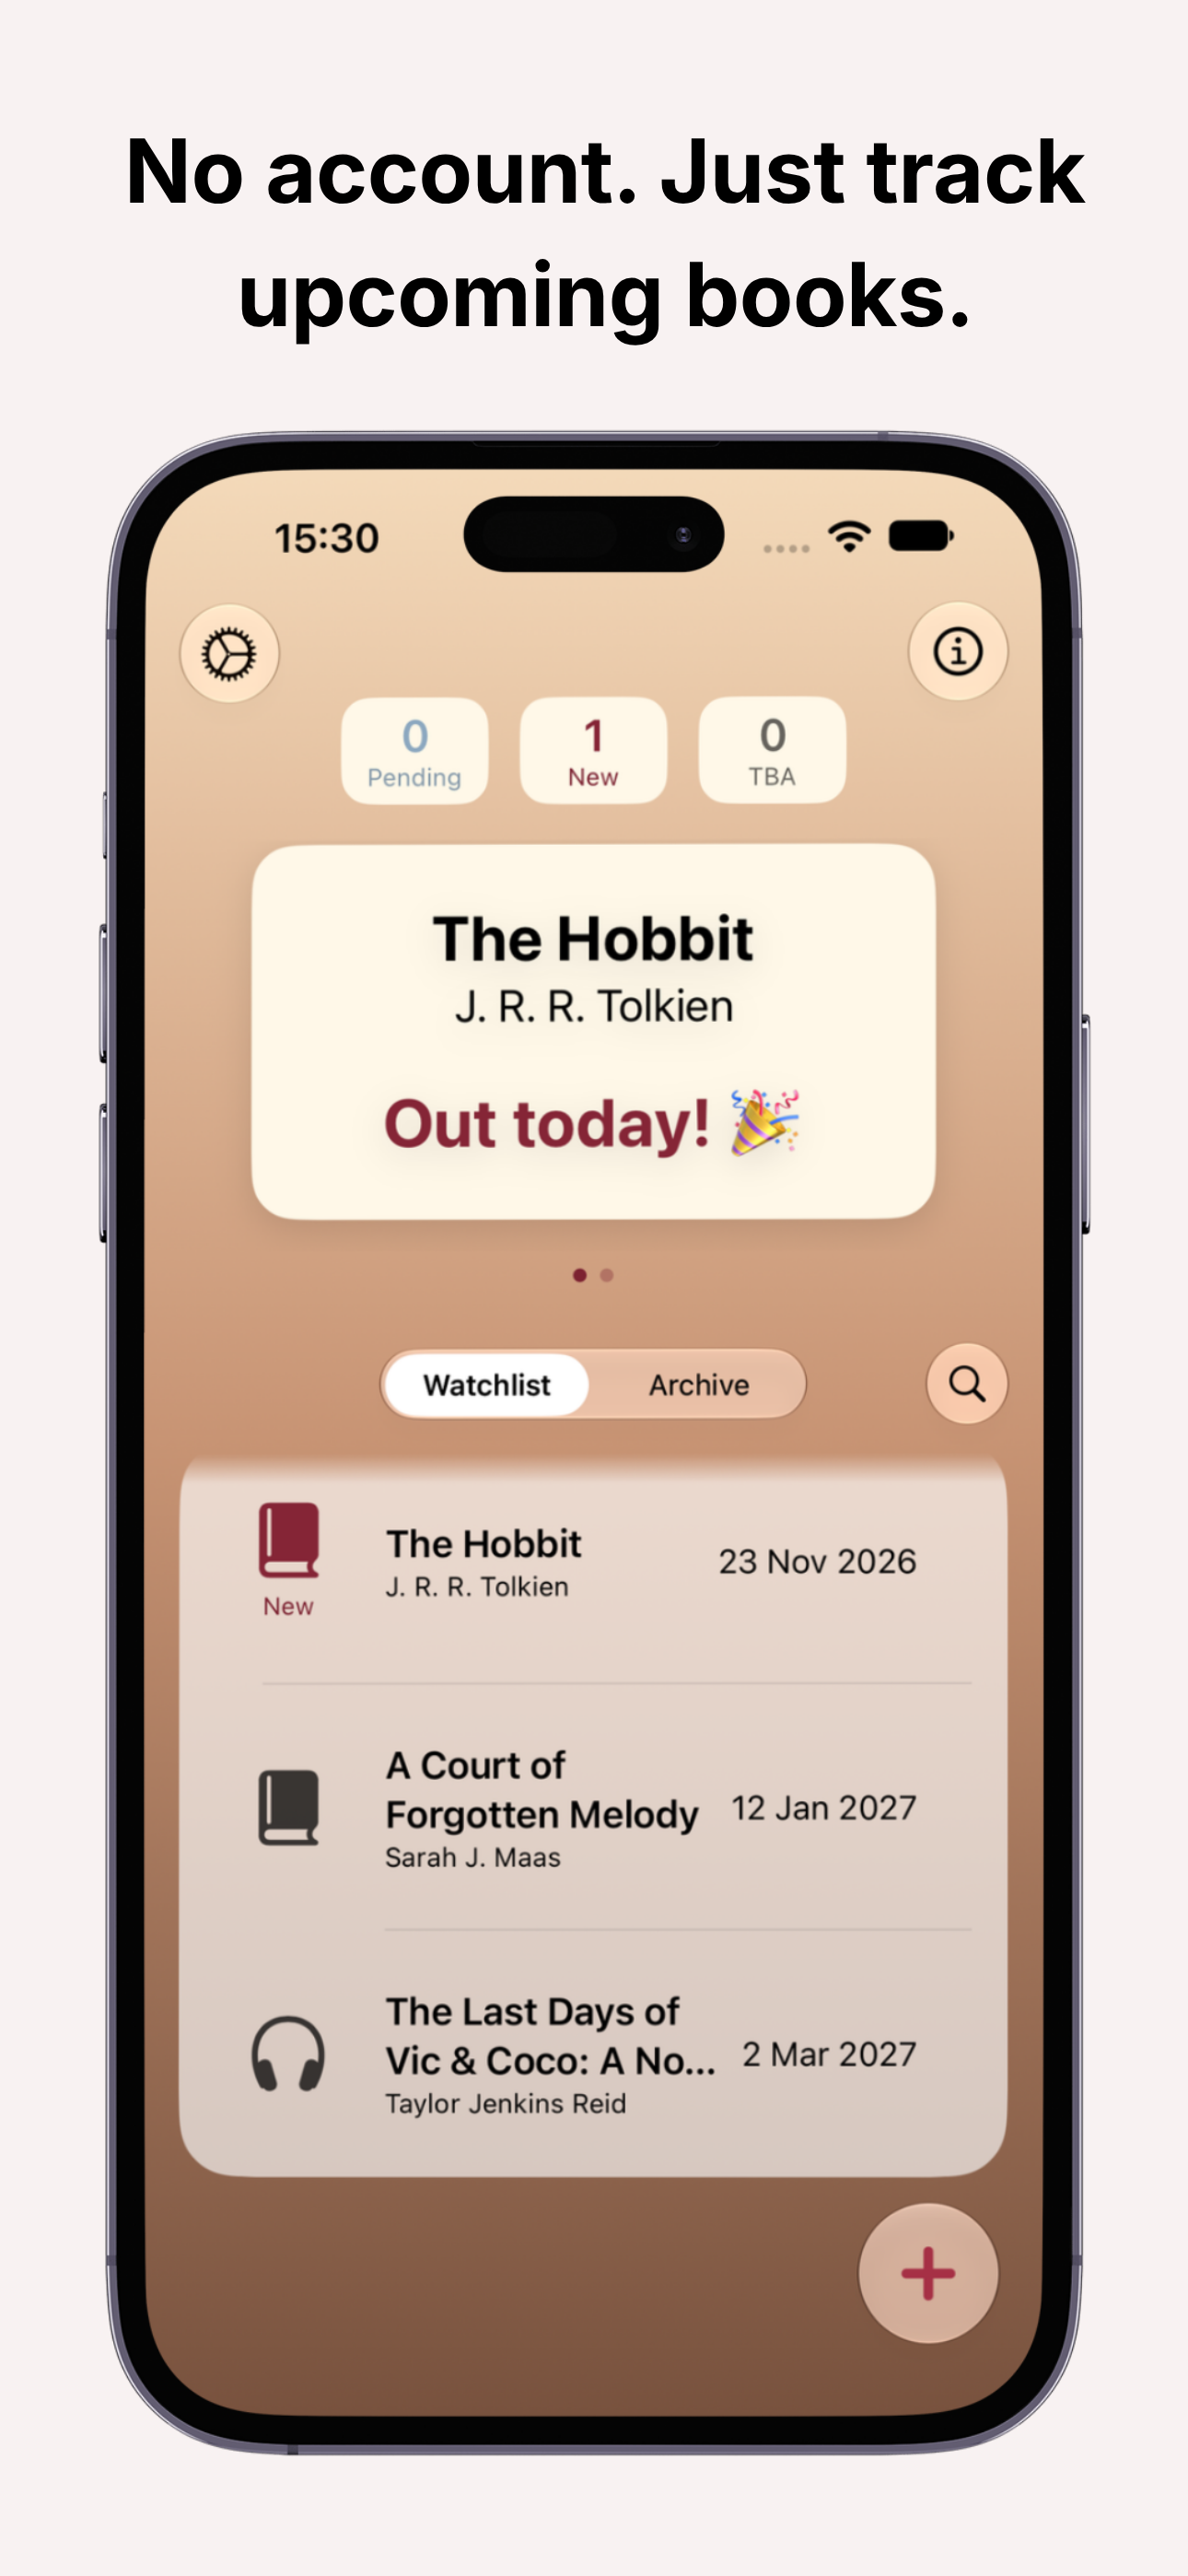 No account. Just track
upcoming books.
15:30
0
Pending
1
New
0
TBA
The Hobbit
J. R. R. Tolkien
Out today! 🎉
Watchlist
Archive
The Hobbit
J. R. R. Tolkien
23 Nov 2026
New
A Court of
Forgotten Melody
Sarah J. Maas
12 Jan 2027
The Last Days of
Vic & Coco: A No...
Taylor Jenkins Reid
2 Mar 2027